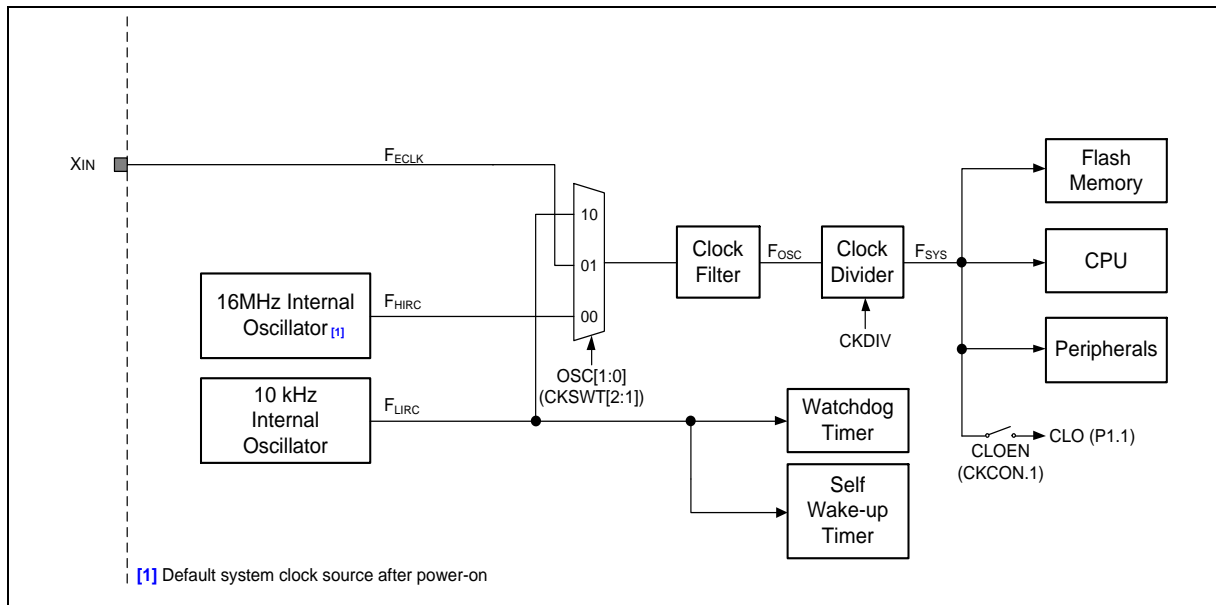 XIN
FECLK
10
01
00
16MHz Internal
Oscillator [1]
FHIRC
10 kHz
Internal
Oscillator
FLIRC
OSC[1:0]
(CKSWT[2:1])
Clock
Filter
FOSC
Clock
Divider
FSYS
CKDIV
Flash
Memory
CPU
Peripherals
CLO (P1.1)
CLOEN
(CKCON.1)
Watchdog
Timer
Self
Wake-up
Timer
[1] Default system clock source after power-on